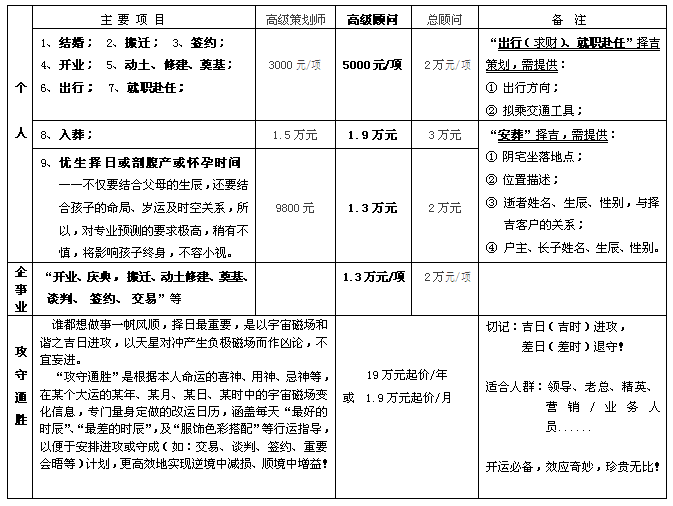 主要项目 高级策划师 高级顾问 总顾问 备 注
个人
1、结婚； 2、搬迁； 3、签约；
4、开业； 5、动土、修建、奠基；
6、出行； 7、就职赴任；
3000元/项 5000元/项 2万元/项
“出行(求财)、就职赴任”择吉
策划，需提供：
① 出行方向；
② 拟乘交通工具；
8、入葬； 1.5万元 1.9万元 3万元
9、优生择日或剖腹产或怀孕时间
——不仅要结合父母的生辰，还要结
合孩子的命局、岁运及时空关系，所
以，对专业预测的要求极高，稍有不
慎，将影响孩子终身，不容小视。
9800元 1.3万元 2万元
“安葬”择吉，需提供：
① 阴宅坐落地点；
② 位置描述；
③ 逝者姓名、生辰、性别，与择
吉客户的关系；
④ 户主、长子姓名、生辰、性别。
企事业
“开业、庆典，搬迁、动土修建、奠基、
谈判、签约、交易”等
1.3万元/项 2万元/项
攻守通胜
谁都想做事一帆风顺，择日最重要，是以宇宙磁场和
谐之吉日进攻，以天星对冲产生负极磁场而作凶论，不
宜妄进。
“攻守通胜”是根据本人命运的喜神、用神、忌神等，
在某个大运的某年、某月、某日、某时中的宇宙磁场变
化信息，专门量身定做的改运日历，涵盖每天“最好的
时辰”、“最差的时辰”，及“服饰色彩搭配”等行运指导，
以便于安排进攻或守成(如：交易、谈判、签约、重要
会晤等)计划，更高效地实现逆境中减损、顺境中增益！
19万元起价/年
或 1.9万元起价/月
切记：吉日(吉时)进攻，
差日(差时)退守！
适合人群：领导、老总、精英、
营销/业务人
员......
开运必备，效应奇妙，珍贵无比！